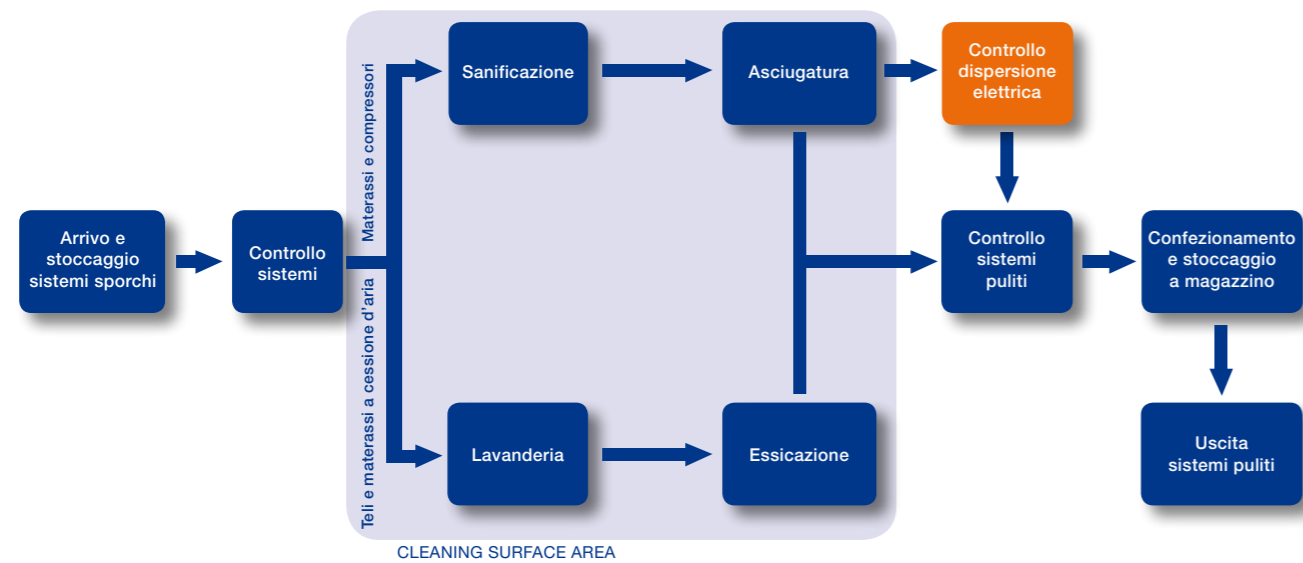 Arrivo e
stoccaggio
sistemi sporchi
Controllo
sistemi
Materassi e compressori
Teli e materassi a cessione d'aria
Sanificazione
Asciugatura
Controllo
dispersione
elettrica
Lavanderia
Essicazione
Controllo
sistemi
puliti
Confezionamento
e stoccaggio
a magazzino
Uscita
sistemi puliti
CLEANING SURFACE AREA